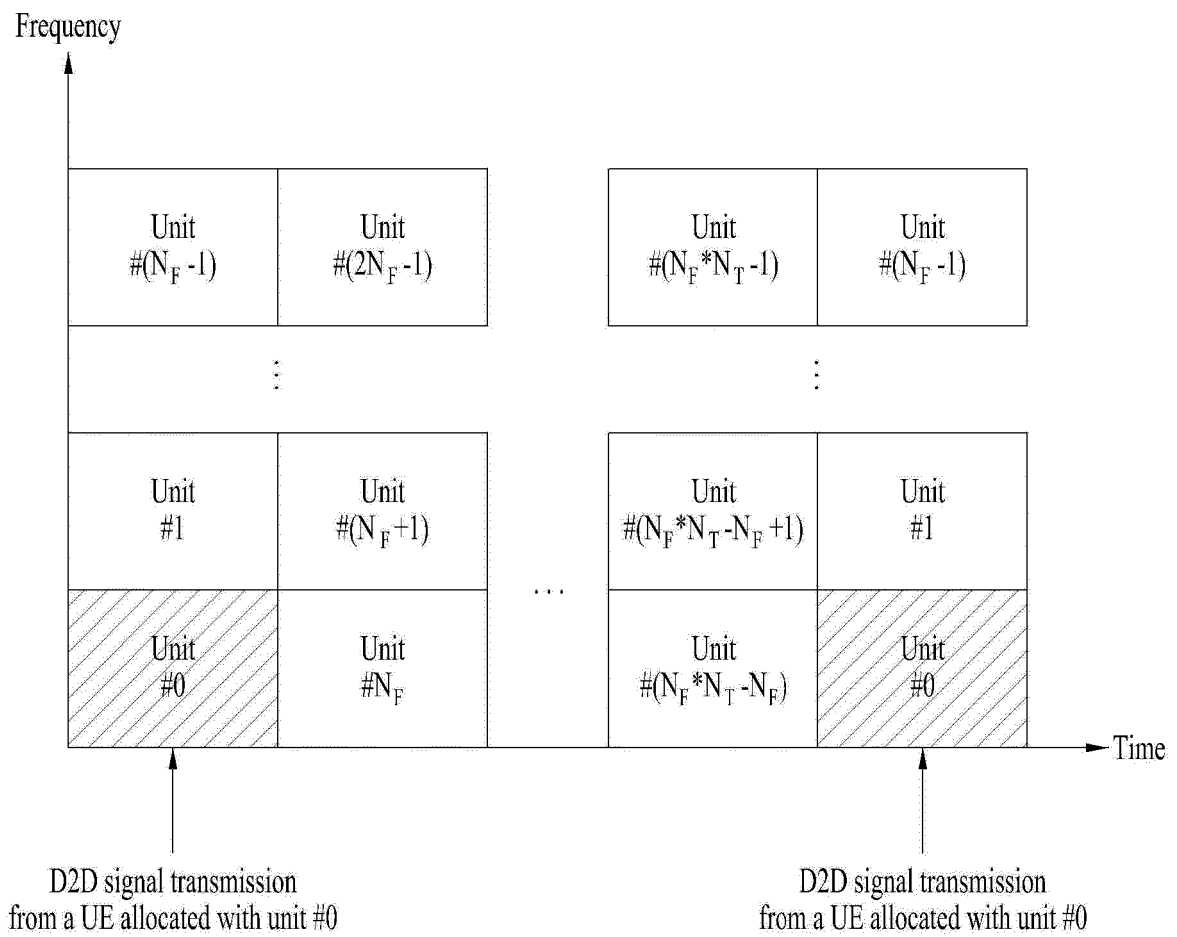 Frequency
Unit
#(N_F -1)
Unit
#(2N_F -1)
Unit
#(N_F*N_T -1)
Unit
#(N_F -1)
Unit
#1
Unit
#(N_F +1)
Unit
#(N_F*N_T -N_F +1)
Unit
#1
...
Unit
#0
Unit
#N_F
Unit
#(N_F*N_T -N_F)
Unit
#0
Time
D2D signal transmission
from a UE allocated with unit #0
D2D signal transmission
from a UE allocated with unit #0